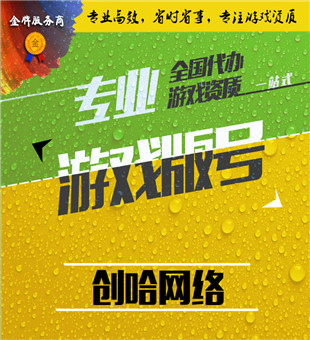 金牌服务商
金
专业高效，省时省事，专注游戏资质
专业!
全国代办
游戏资质
一站式
游戏版号
创哈网络